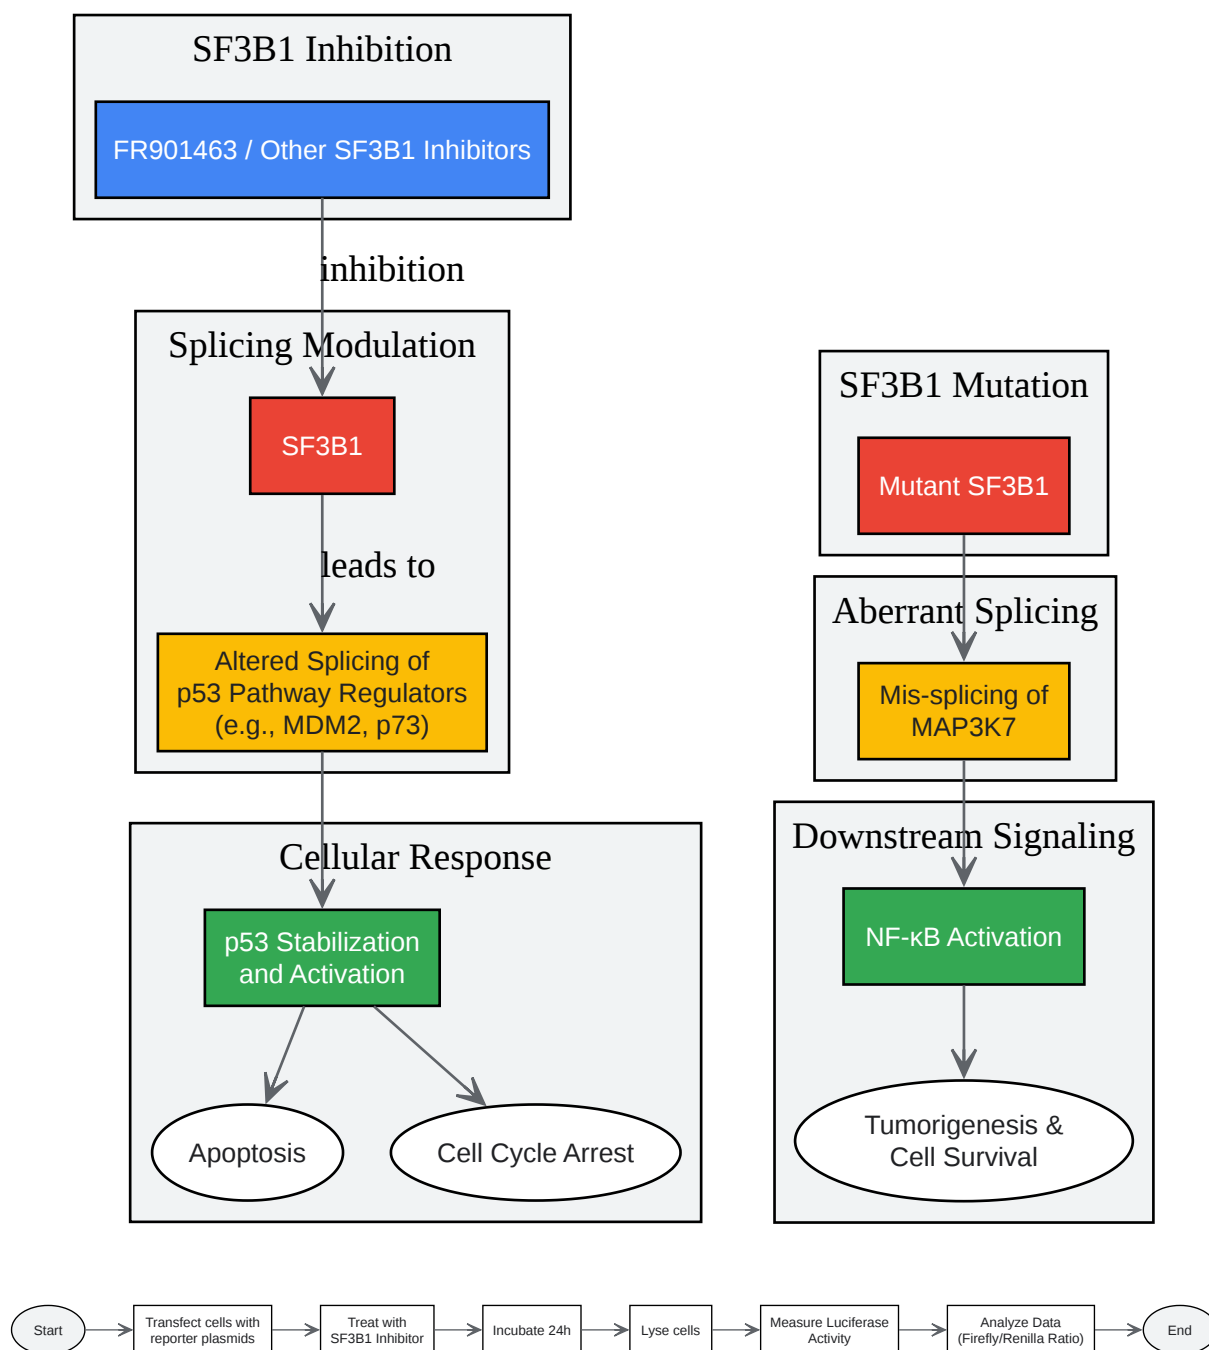 SF3B1 Inhibition
FR901463 / Other SF3B1 Inhibitors
inhibition
Splicing Modulation
SF3B1
leads to
Altered Splicing of
p53 Pathway Regulators
(e.g., MDM2, p73)
Cellular Response
p53 Stabilization
and Activation
Apoptosis
Cell Cycle Arrest
SF3B1 Mutation
Mutant SF3B1
Aberrant Splicing
Mis-splicing of
MAP3K7
Downstream Signaling
NF-κB Activation
Tumorigenesis &
Cell Survival
Start
Transfect cells with
reporter plasmids
Treat with
SF3B1 Inhibitor
Incubate 24h
Lyse cells
Measure Luciferase
Activity
Analyze Data
(Firefly/Renilla Ratio)
End